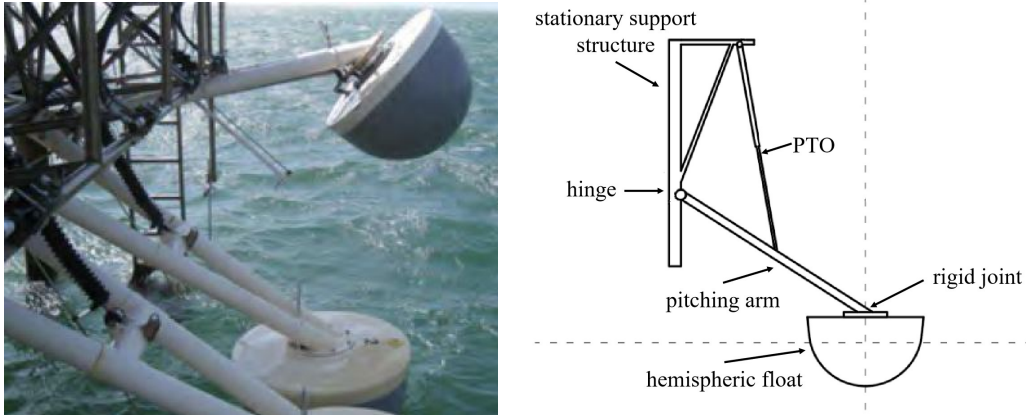 stationary support
structure
PTO
hinge
pitching arm
rigid joint
hemispheric float